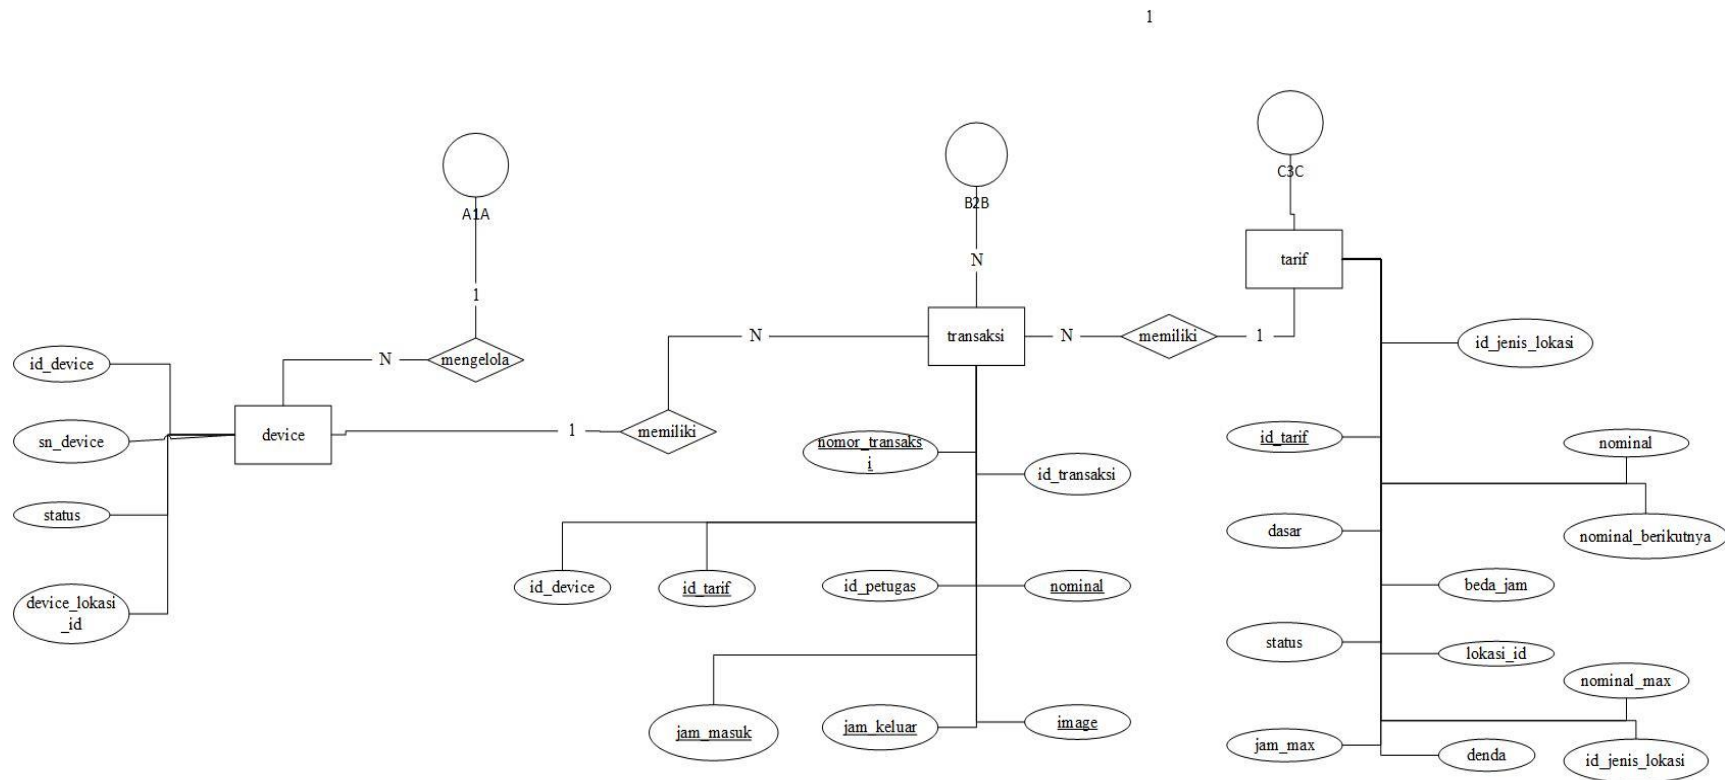 1
C3C
A1A
B2B
N
tarif
1
transaksi
N
memiliki
1
N
id_jenis_lokasi
id_device
N
mengelola
sn_device
device
1
memiliki
nomor_transaks
i
id_transaksi
id_tarif
nominal
status
dasar
nominal_berikutnya
id_device
id_tarif
id_petugas
nominal
beda_jam
device_lokasi
_id
status
lokasi_id
nominal_max
jam_masuk
jam_keluar
image
jam_max
denda
id_jenis_lokasi